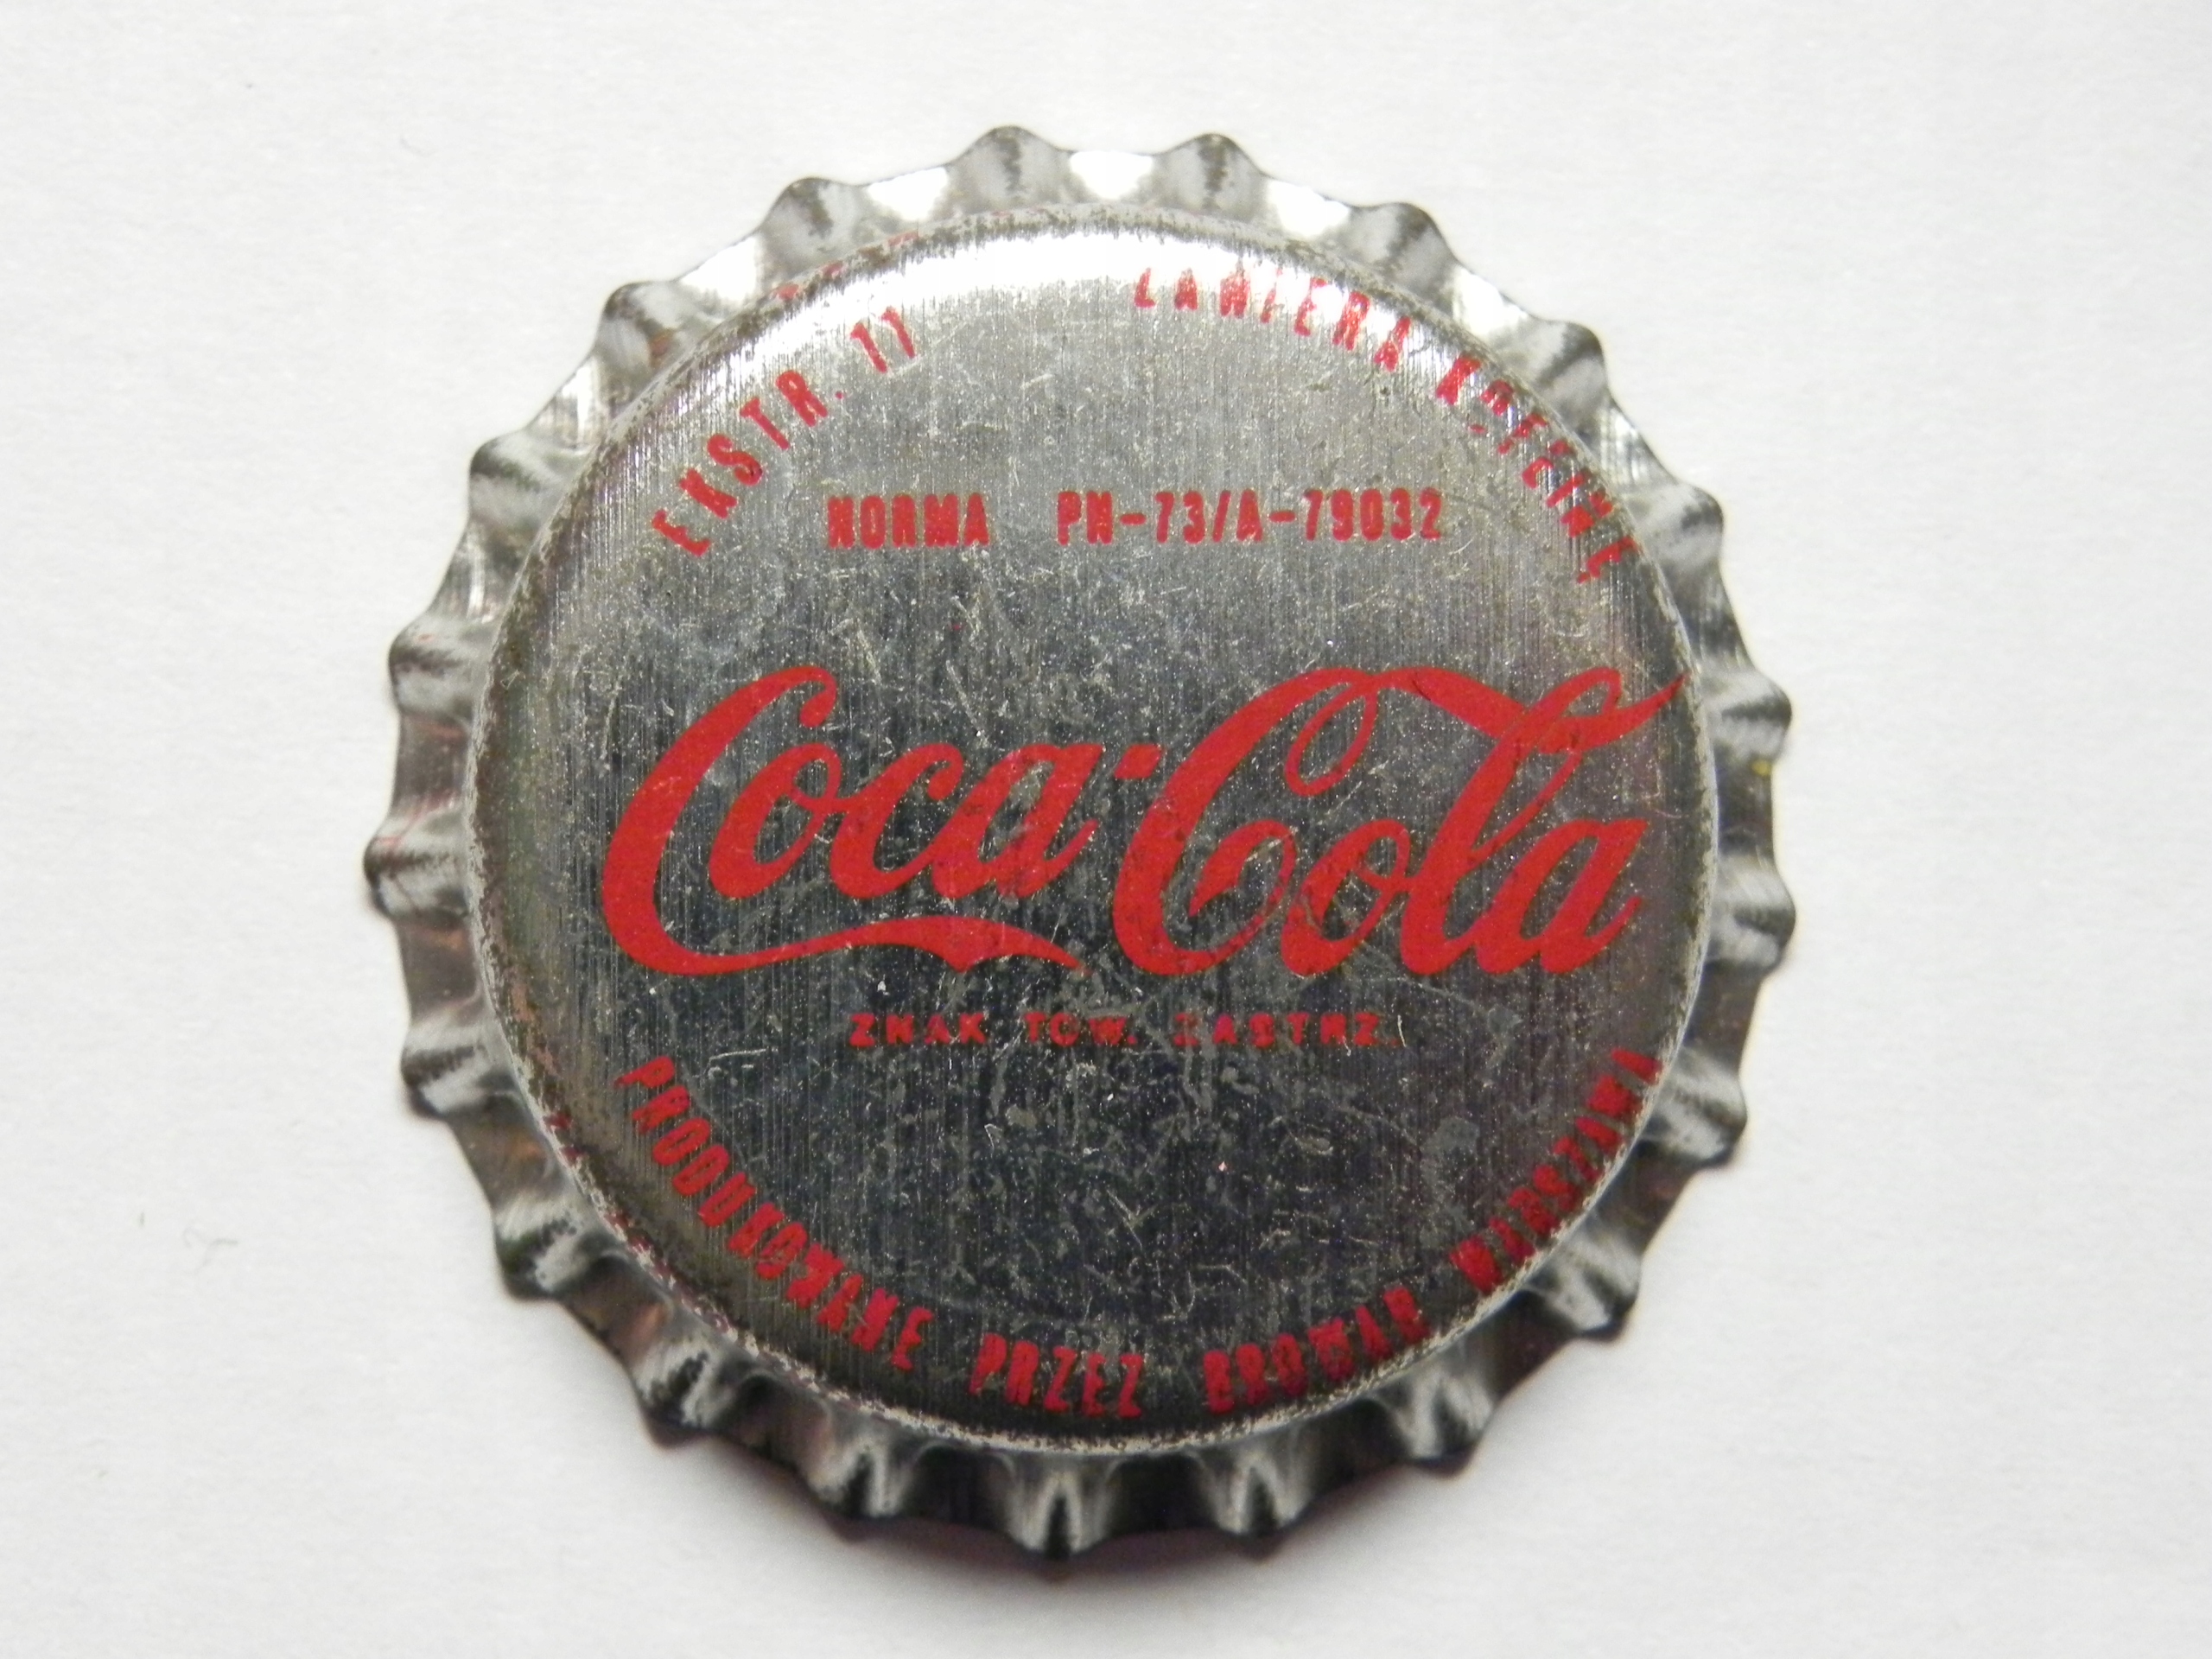 EKSTR. 11 ZAWIERA KOFEINĘ
NORMA PN-73/A-79032
Coca-Cola
ZNAK TOW. ZASTRZ.
PRODUKOWANE PRZEZ BROWAR WARSZAWA